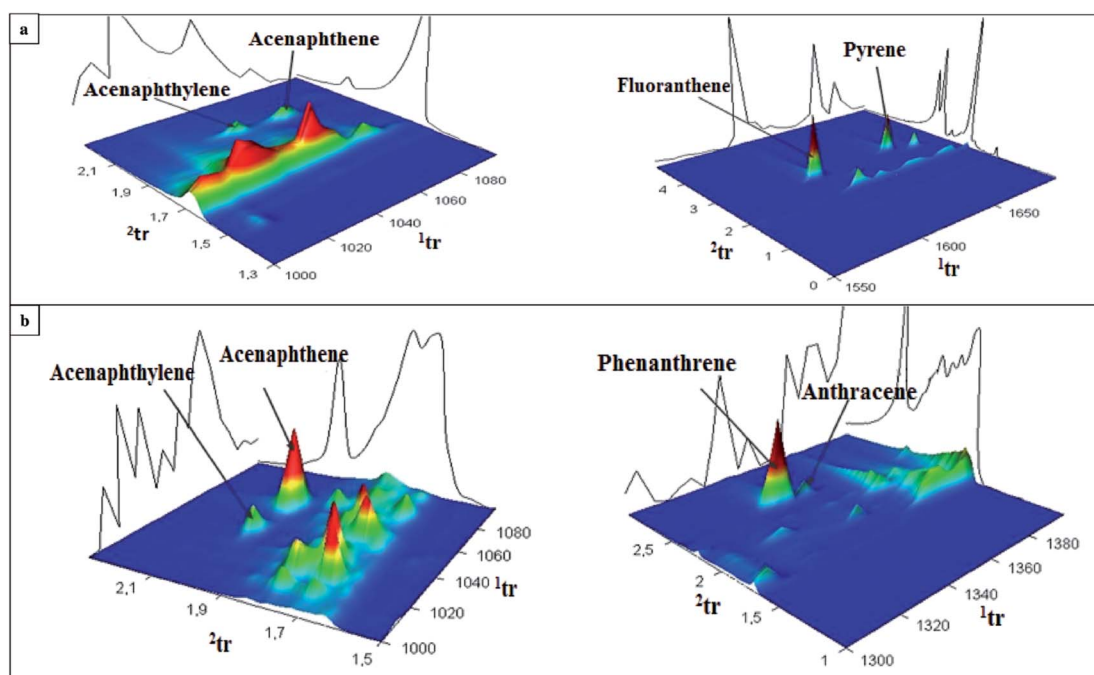 a
Acenaphthene
Acenaphthylene
2,1
1,9
1,7
1,5
1,3
²tr
1000
1020
1040
1060
1080
¹tr
Pyrene
Fluoranthene
4
3
2
1
0
²tr
1550
1600
1650
¹tr
b
Acenaphthene
Acenaphthylene
2,1
1,9
1,7
1,5
²tr
1000
1020
1040
1060
1080
¹tr
Phenanthrene
Anthracene
2,5
2
1,5
1
²tr
1300
1320
1340
1360
1380
¹tr